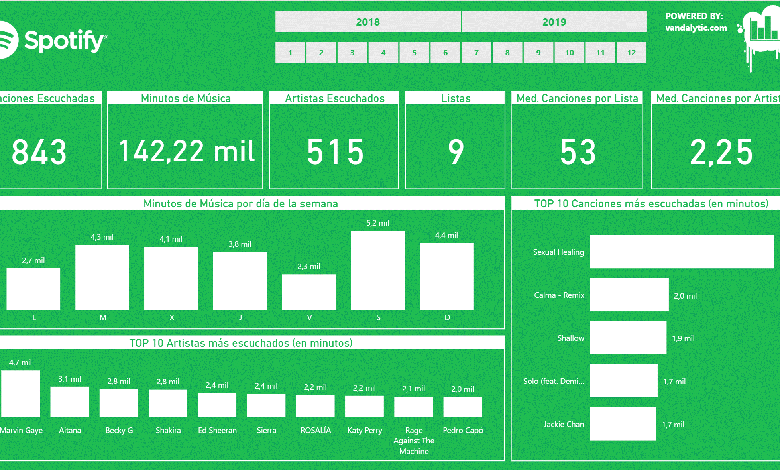 Spotify
2018 2019
POWERED BY:
vandalytic.com
1 2 3 4 5 6 7 8 9 10 11 12
ciones Escuchadas
Minutos de Música
Artistas Escuchados
Listas
Med. Canciones por Lista
Med. Canciones por Artist
843
142,22 mil
515
9
53
2,25
Minutos de Música por día de la semana
2,7 mil
4,3 mil
4,1 mil
3,8 mil
2,3 mil
5,2 mil
4,4 mil
L M X J V S D
TOP 10 Canciones más escuchadas (en minutos)
Sexual Healing
Calma - Remix 2,0 mil
Shallow 1,9 mil
Solo (feat. Demi... 1,7 mil
Jackie Chan 1,7 mil
TOP 10 Artistas más escuchados (en minutos)
4,7 mil
3,1 mil
2,8 mil
2,8 mil
2,4 mil
2,4 mil
2,2 mil
2,2 mil
2,1 mil
2,0 mil
Marvin Gaye
Aitana
Becky G
Shakira
Ed Sheeran
Sierra
ROSALÍA
Katy Perry
Rage
Against The
Machine
Pedro Capó